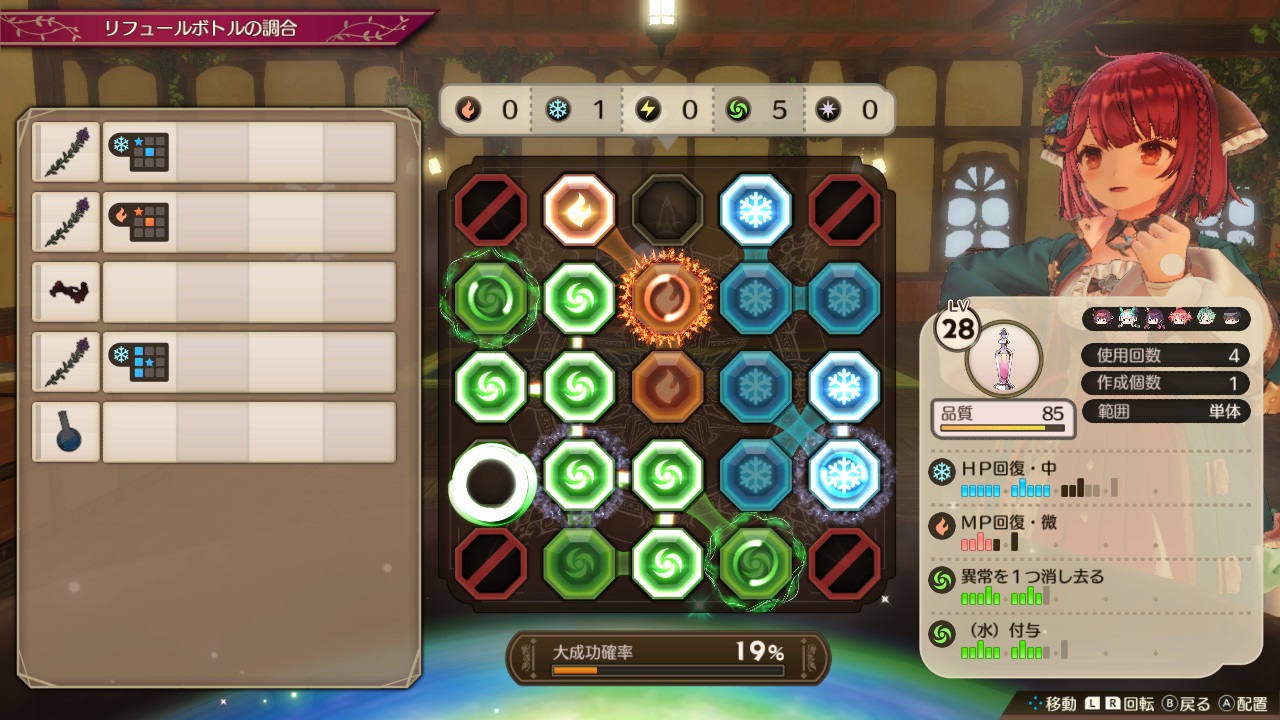 リフュールボトルの調合
0 1 0 5 0
LV
28
使用回数 4
作成個数 1
範囲 単体
品質 85
HP回復・中
MP回復・微
異常を1つ消し去る
（水）付与
大成功確率 19%
移動 L R 回転 B 戻る A 配置